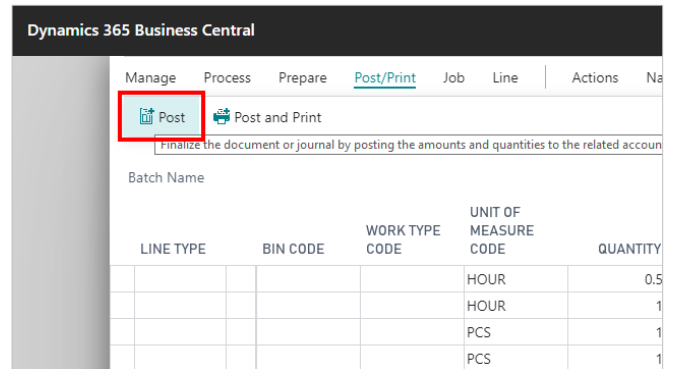 Dynamics 365 Business Central
Manage Process Prepare Post/Print Job Line Actions Na
Post Post and Print
Finalize the document or journal by posting the amounts and quantities to the related accoun
Batch Name
LINE TYPE BIN CODE WORK TYPE CODE UNIT OF MEASURE CODE QUANTITY
HOUR 0.5
HOUR 1
PCS 1
PCS 1